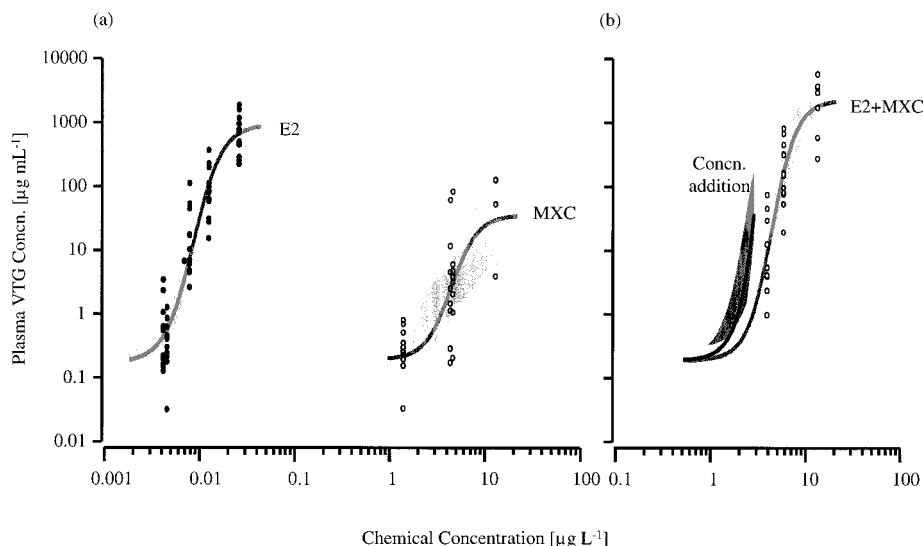 (a)
(b)
10000
1000
100
10
1
0.1
0.01
Plasma VTG Concn. [µg mL⁻¹]
E2
MXC
E2+MXC
Concn.
addition
0.001
0.01
0.1
1
10
100
0.1
1
10
100
Chemical Concentration [µg L⁻¹]